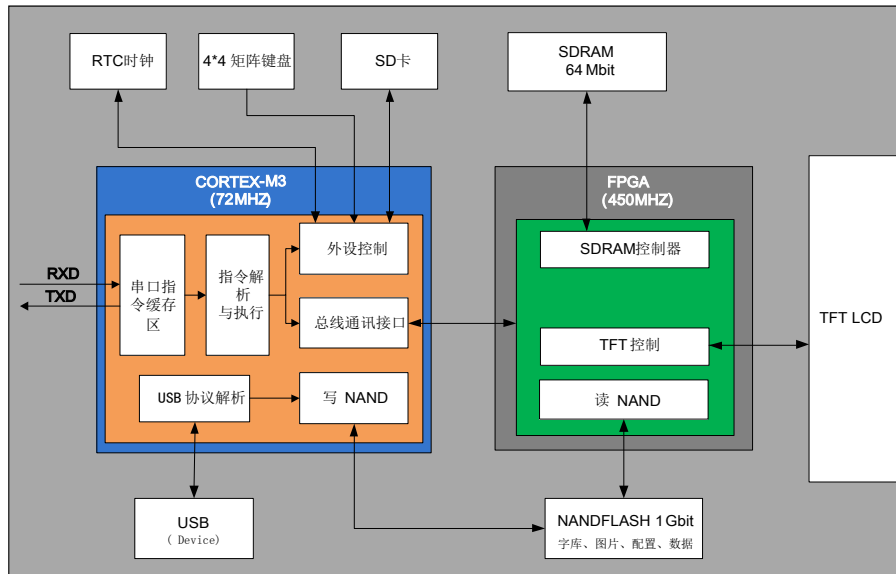 RTC时钟
4*4 矩阵键盘
SD卡
SDRAM
64 Mbit
CORTEX-M3
(72MHZ)
FPGA
(450MHZ)
RXD
TXD
串口指
令缓存
区
指令解
析
与执行
外设控制
总线通讯接口
USB 协议解析
写 NAND
SDRAM控制器
TFT 控制
读 NAND
TFT LCD
USB
( Device)
NANDFLASH 1 Gbit
字库、图片、配置、数据